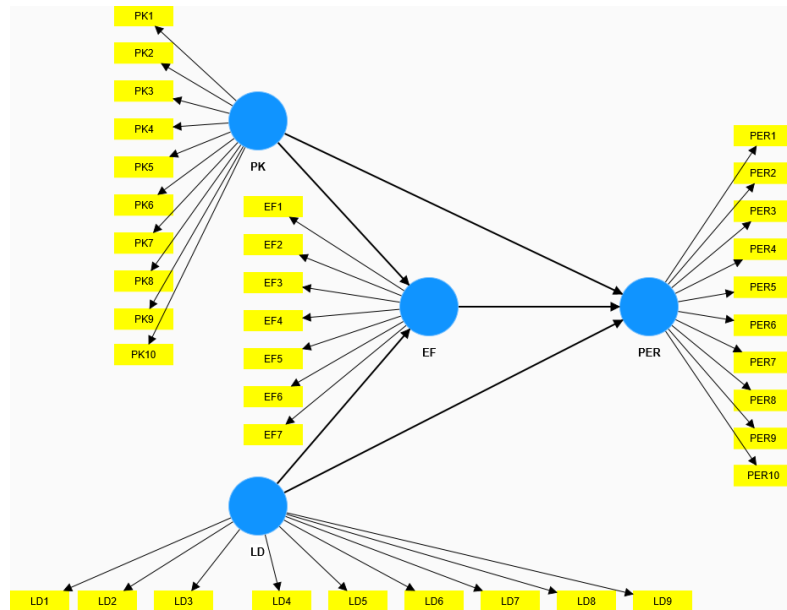 PK1
PK2
PK3
PK4
PK5
PK6
PK7
PK8
PK9
PK10
PK
EF1
EF2
EF3
EF4
EF5
EF6
EF7
EF
PER
PER1
PER2
PER3
PER4
PER5
PER6
PER7
PER8
PER9
PER10
LD
LD1
LD2
LD3
LD4
LD5
LD6
LD7
LD8
LD9